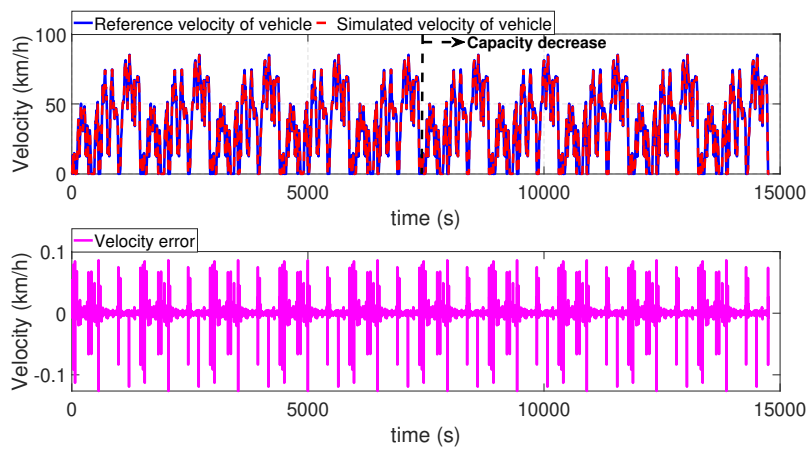 Reference velocity of vehicle Simulated velocity of vehicle
Capacity decrease
Velocity (km/h)
100
50
0
0 5000 10000 15000
time (s)
Velocity error
Velocity (km/h)
0.1
0
-0.1
0 5000 10000 15000
time (s)